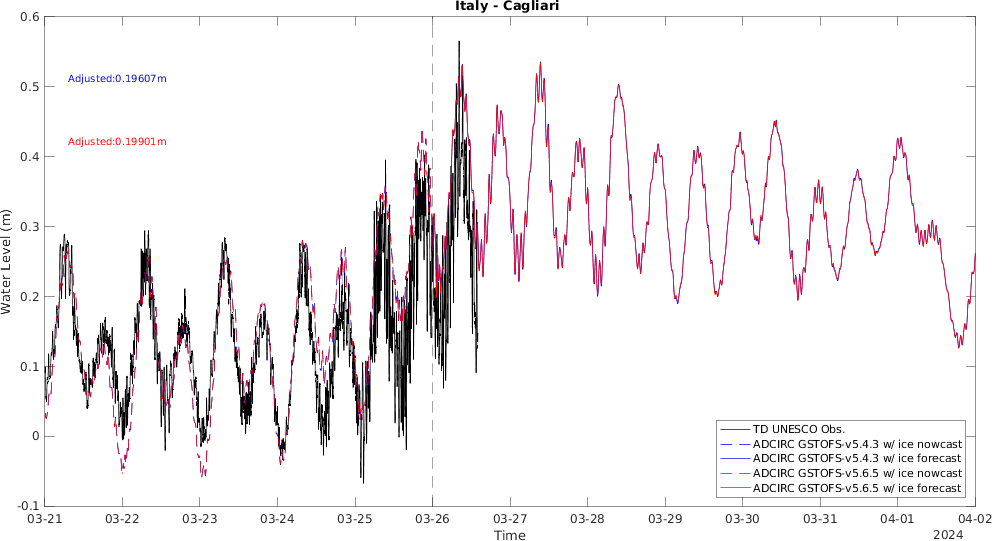 Italy - Cagliari
Water Level (m)
0.6
0.5
0.4
0.3
0.2
0.1
0
-0.1
Adjusted:0.19607m
Adjusted:0.19901m
TD UNESCO Obs.
ADCIRC GSTOFS-v5.4.3 w/ ice nowcast
ADCIRC GSTOFS-v5.4.3 w/ ice forecast
ADCIRC GSTOFS-v5.6.5 w/ ice nowcast
ADCIRC GSTOFS-v5.6.5 w/ ice forecast
03-21 03-22 03-23 03-24 03-25 03-26 03-27 03-28 03-29 03-30 03-31 04-01 04-02
Time
2024